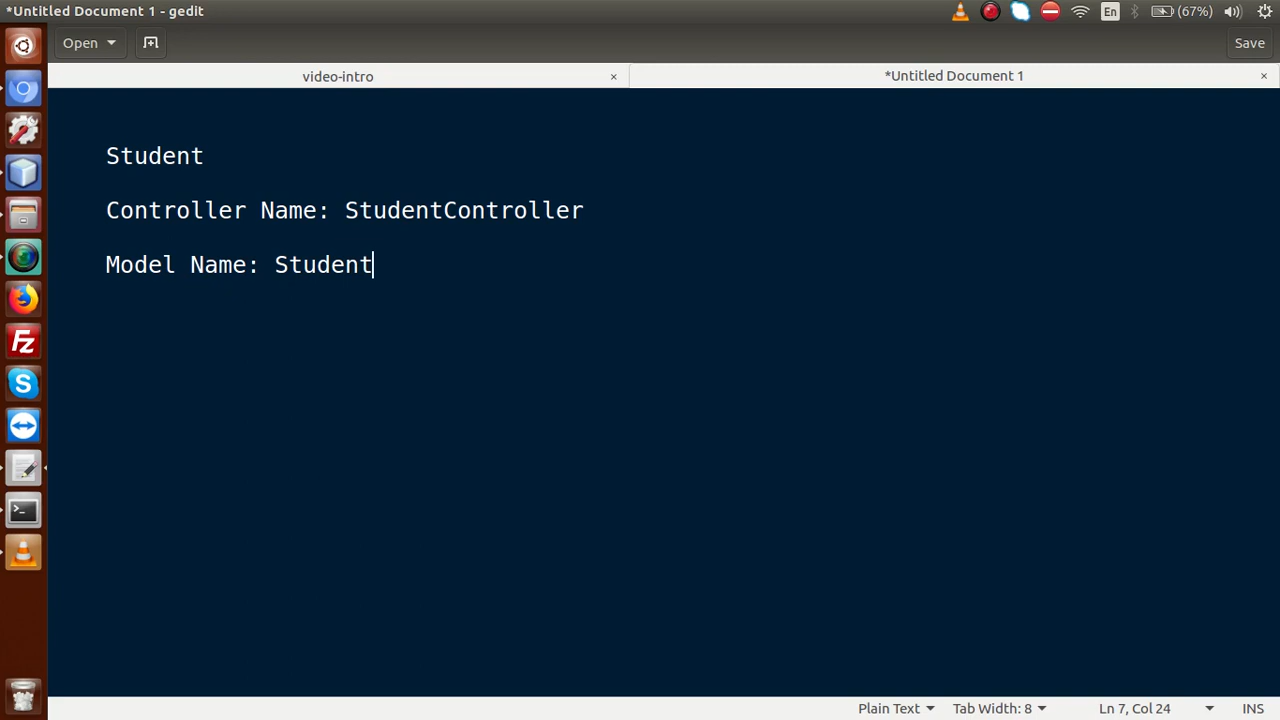 *Untitled Document 1 - gedit
En
(67%)
Open
Save
video-intro
*Untitled Document 1
Student
Controller Name: StudentController
Model Name: Student
Plain Text
Tab Width: 8
Ln 7, Col 24
INS